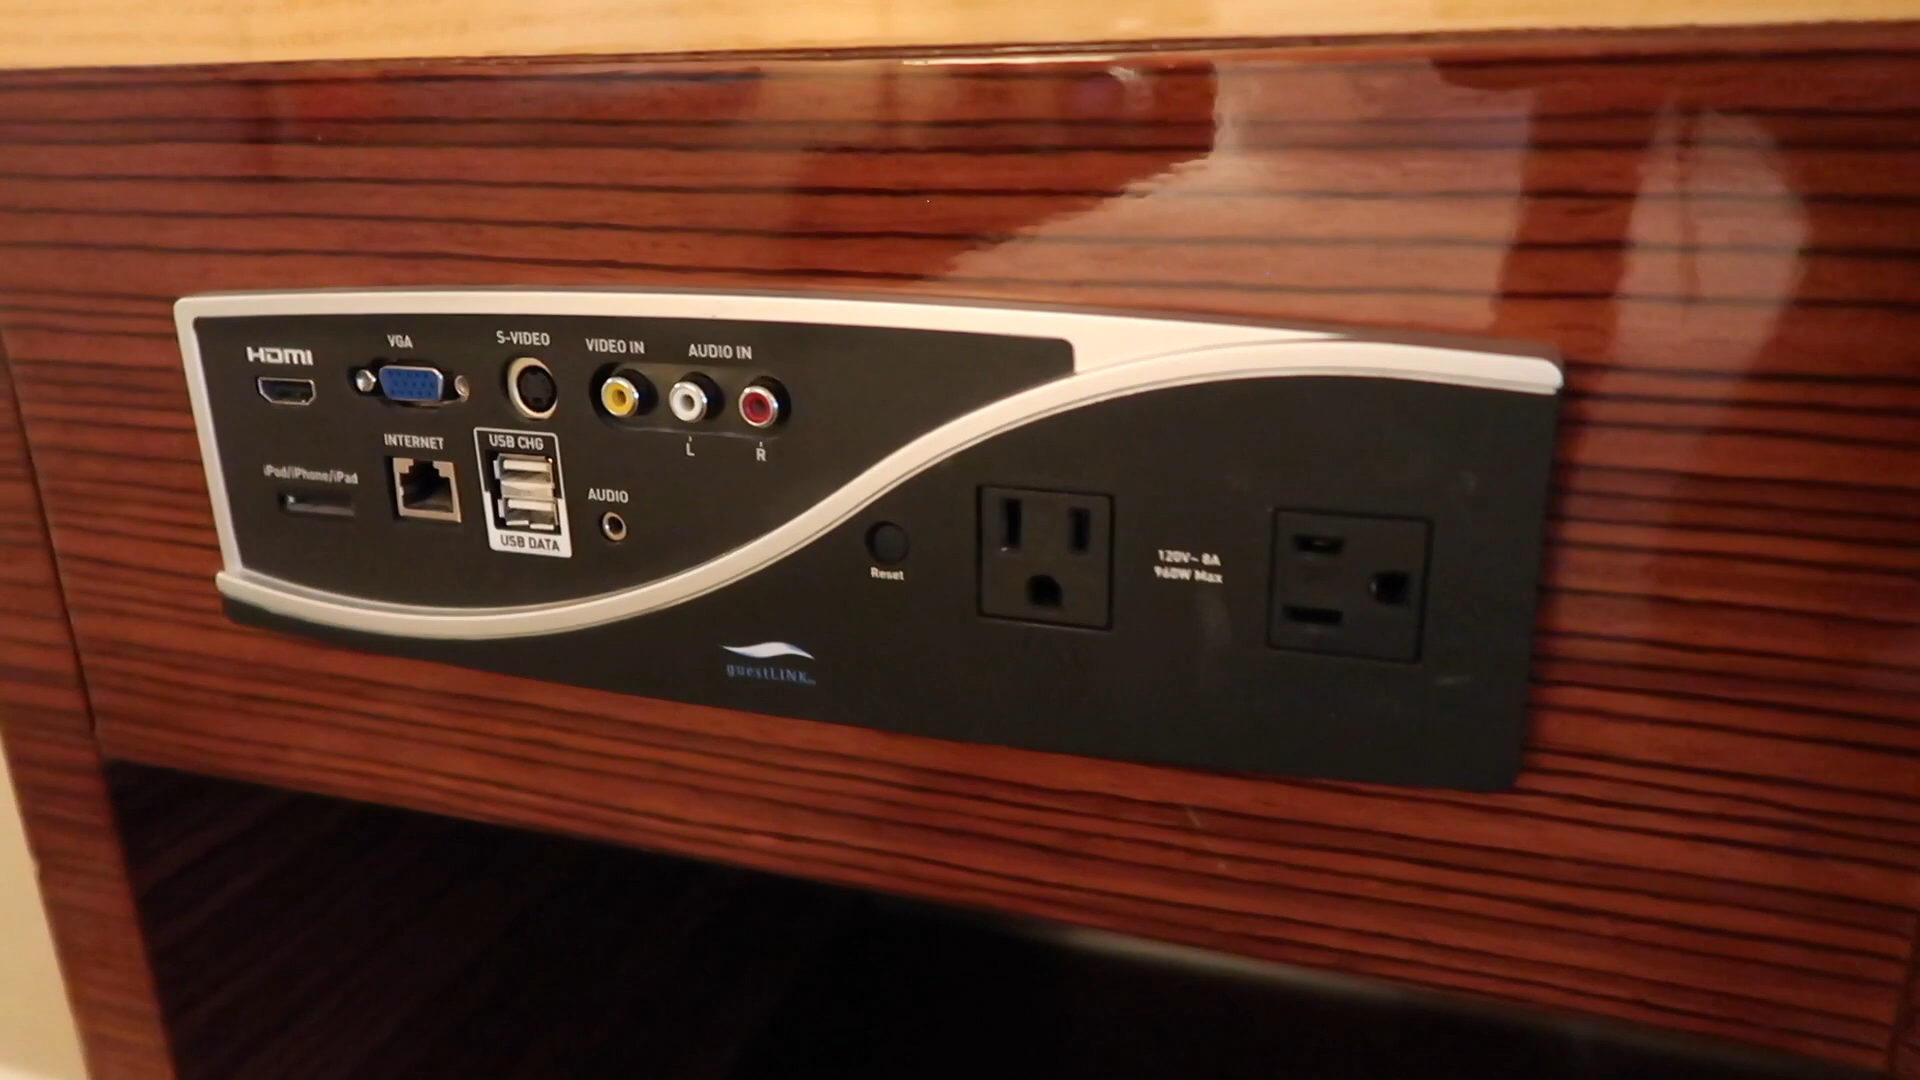 HDMI
VGA
S-VIDEO
VIDEO IN
AUDIO IN
L
R
iPod/iPhone/iPad
INTERNET
USB CHG
USB DATA
AUDIO
Reset
120V~ 8A
960W Max
guestLINK